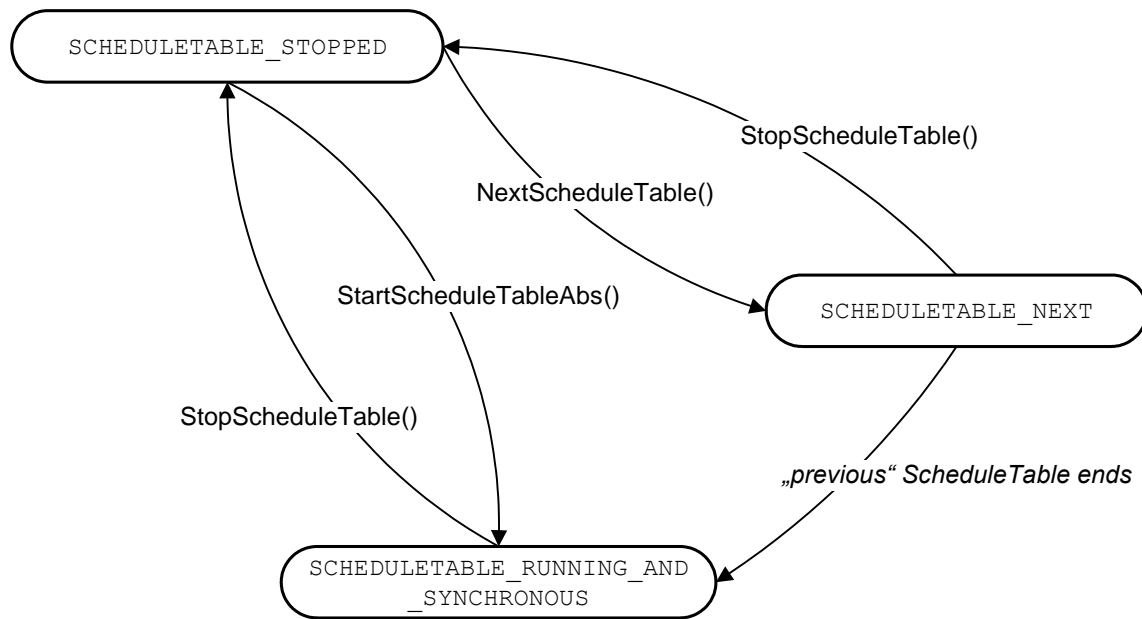 SCHEDULETABLE_STOPPED
StopScheduleTable()
NextScheduleTable()
StartScheduleTableAbs()
SCHEDULETABLE_NEXT
StopScheduleTable()
„previous“ ScheduleTable ends
SCHEDULETABLE_RUNNING_AND
_SYNCHRONOUS